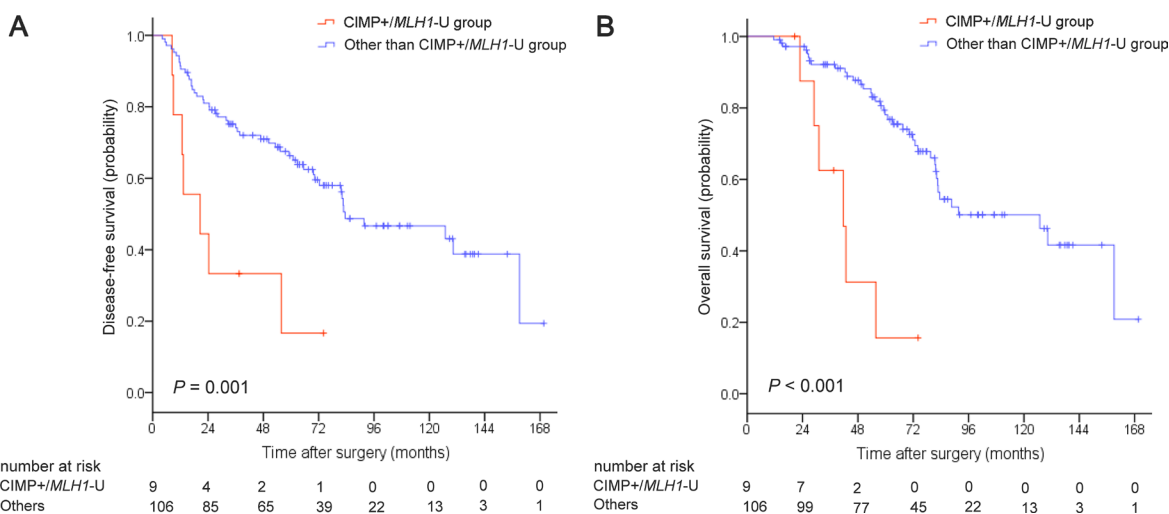 A
CIMP+/MLH1-U group
Other than CIMP+/MLH1-U group
Disease-free survival (probability)
1.0
0.8
0.6
0.4
0.2
0.0
P = 0.001
0 24 48 72 96 120 144 168
Time after surgery (months)
number at risk
CIMP+/MLH1-U 9 4 2 1 0 0 0 0
Others 106 85 65 39 22 13 3 1
B
CIMP+/MLH1-U group
Other than CIMP+/MLH1-U group
Overall survival (probability)
1.0
0.8
0.6
0.4
0.2
0.0
P < 0.001
0 24 48 72 96 120 144 168
Time after surgery (months)
number at risk
CIMP+/MLH1-U 9 7 2 0 0 0 0 0
Others 106 99 77 45 22 13 3 1